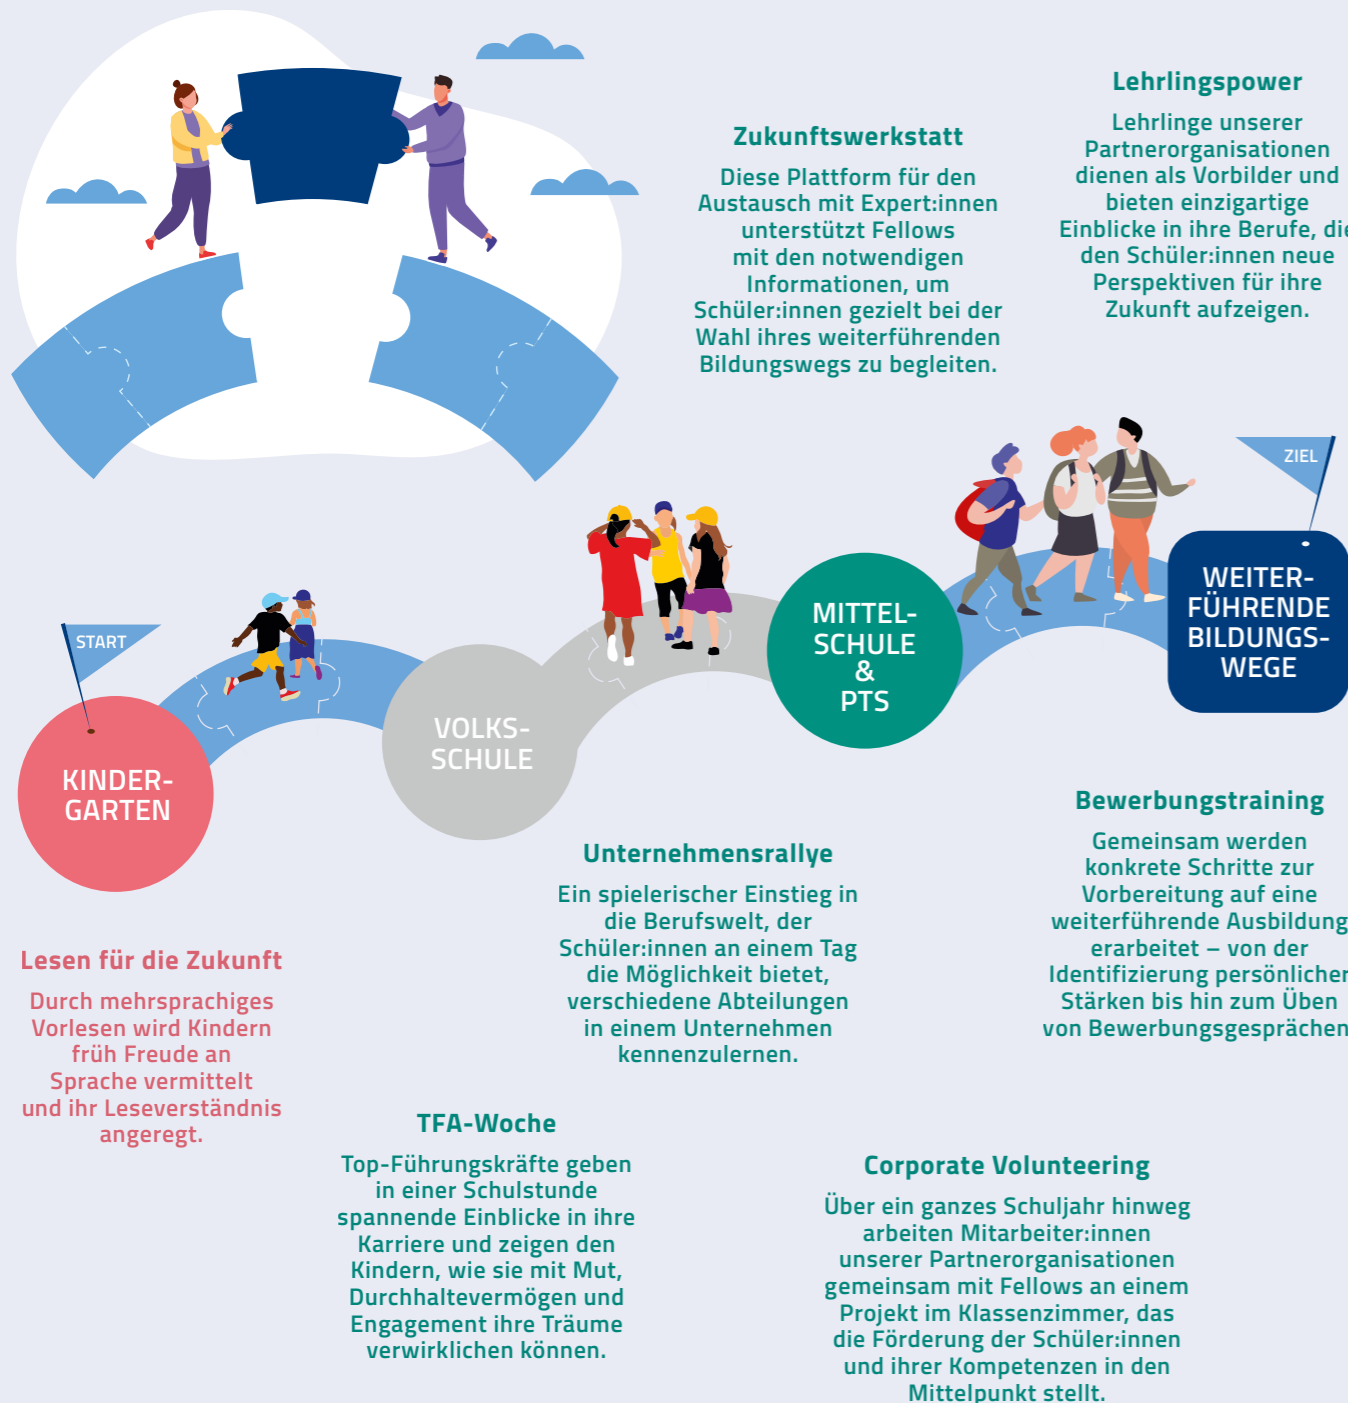 Zukunftswerkstatt
Diese Plattform für den
Austausch mit Expert:innen
unterstützt Fellows
mit den notwendigen
Informationen, um
Schüler:innen gezielt bei der
Wahl ihres weiterführenden
Bildungswegs zu begleiten.
Lehrlingspower
Lehrlinge unserer
Partnerorganisationen
dienen als Vorbilder und
bieten einzigartige
Einblicke in ihre Berufe, die
den Schüler:innen neue
Perspektiven für ihre
Zukunft aufzeigen.
START
KINDER-
GARTEN
VOLKS-
SCHULE
MITTEL-
SCHULE
&
PTS
ZIEL
WEITER-
FÜHRENDE
BILDUNGS-
WEGE
Lesen für die Zukunft
Durch mehrsprachiges
Vorlesen wird Kindern
früh Freude an
Sprache vermittelt
und ihr Leseverständnis
angeregt.
Unternehmensrallye
Ein spielerischer Einstieg in
die Berufswelt, der
Schüler:innen an einem Tag
die Möglichkeit bietet,
verschiedene Abteilungen
in einem Unternehmen
kennenzulernen.
Bewerbungstraining
Gemeinsam werden
konkrete Schritte zur
Vorbereitung auf eine
weiterführende Ausbildung
erarbeitet – von der
Identifizierung persönlicher
Stärken bis hin zum Üben
von Bewerbungsgesprächen
TFA-Woche
Top-Führungskräfte geben
in einer Schulstunde
spannende Einblicke in ihre
Karriere und zeigen den
Kindern, wie sie mit Mut,
Durchhaltevermögen und
Engagement ihre Träume
verwirklichen können.
Corporate Volunteering
Über ein ganzes Schuljahr hinweg
arbeiten Mitarbeiter:innen
unserer Partnerorganisationen
gemeinsam mit Fellows an einem
Projekt im Klassenzimmer, das
die Förderung der Schüler:innen
und ihrer Kompetenzen in den
Mittelpunkt stellt.